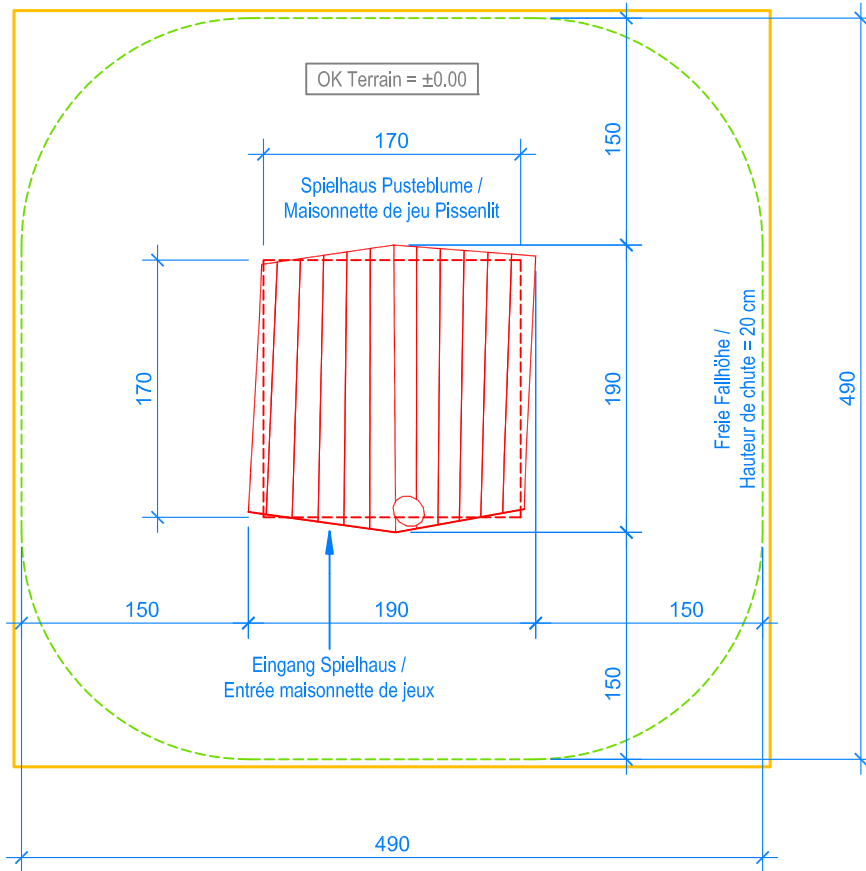 OK Terrain = ±0.00
170
150
Spielhaus Pusteblume /
Maisonnette de jeu Pissenlit
170
190
Freie Fallhöhe /
Hauteur de chute = 20 cm
490
150
190
150
Eingang Spielhaus /
Entrée maisonnette de jeux
150
490